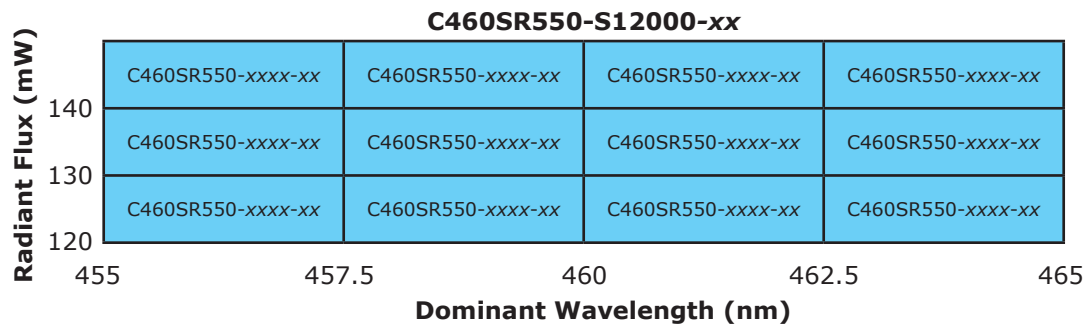 C460SR550-S12000-xx
Radiant Flux (mW)
C460SR550-xxxx-xx C460SR550-xxxx-xx C460SR550-xxxx-xx C460SR550-xxxx-xx
140
C460SR550-xxxx-xx C460SR550-xxxx-xx C460SR550-xxxx-xx C460SR550-xxxx-xx
130
C460SR550-xxxx-xx C460SR550-xxxx-xx C460SR550-xxxx-xx C460SR550-xxxx-xx
120
455 457.5 460 462.5 465
Dominant Wavelength (nm)